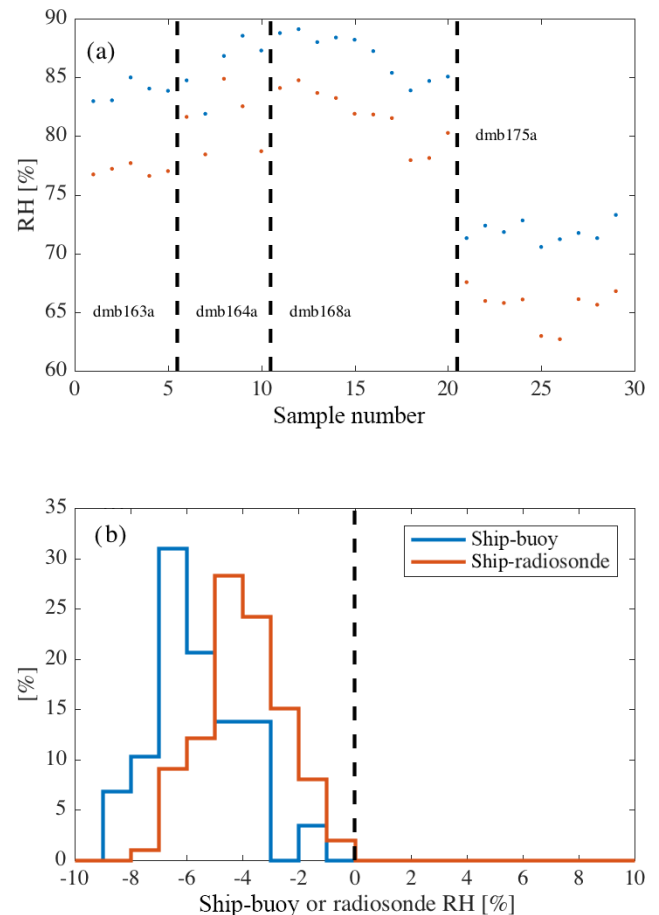 (a)
90
85
80
75
70
65
60
RH [%]
dmb163a
dmb164a
dmb168a
dmb175a
0 5 10 15 20 25 30
Sample number
(b)
35
30
25
20
15
10
5
0
[%]
Ship-buoy
Ship-radiosonde
-10 -8 -6 -4 -2 0 2 4 6 8 10
Ship-buoy or radiosonde RH [%]